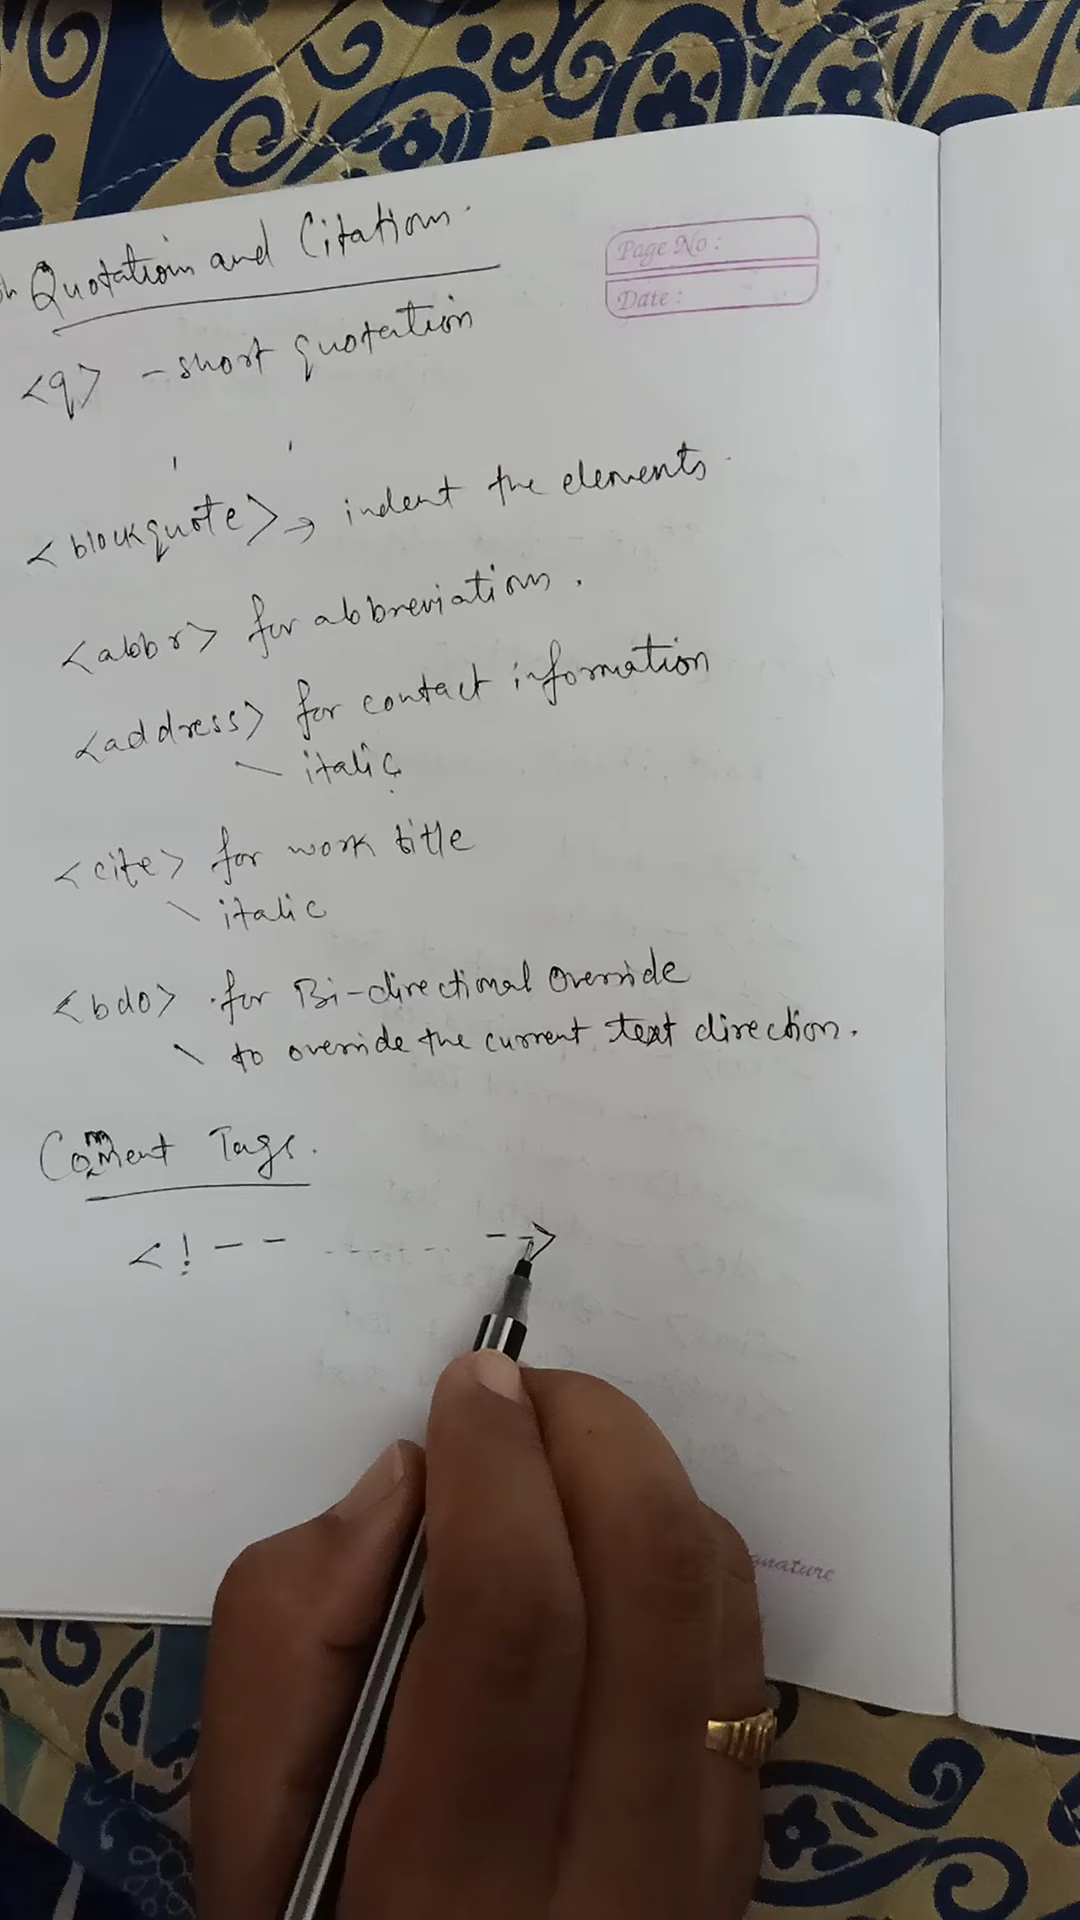 Quotation and Citations.
Page No :
Date :
<q> - short quotation
<blockquote> → indent the elements.
<abbr> for abbreviations.
<address> for contact information
\ italic
<cite> for work title
\ italic
<bdo> for Bi-directional Override
\ to override the current text direction.
Comment Tags.
<!-- ------ -->